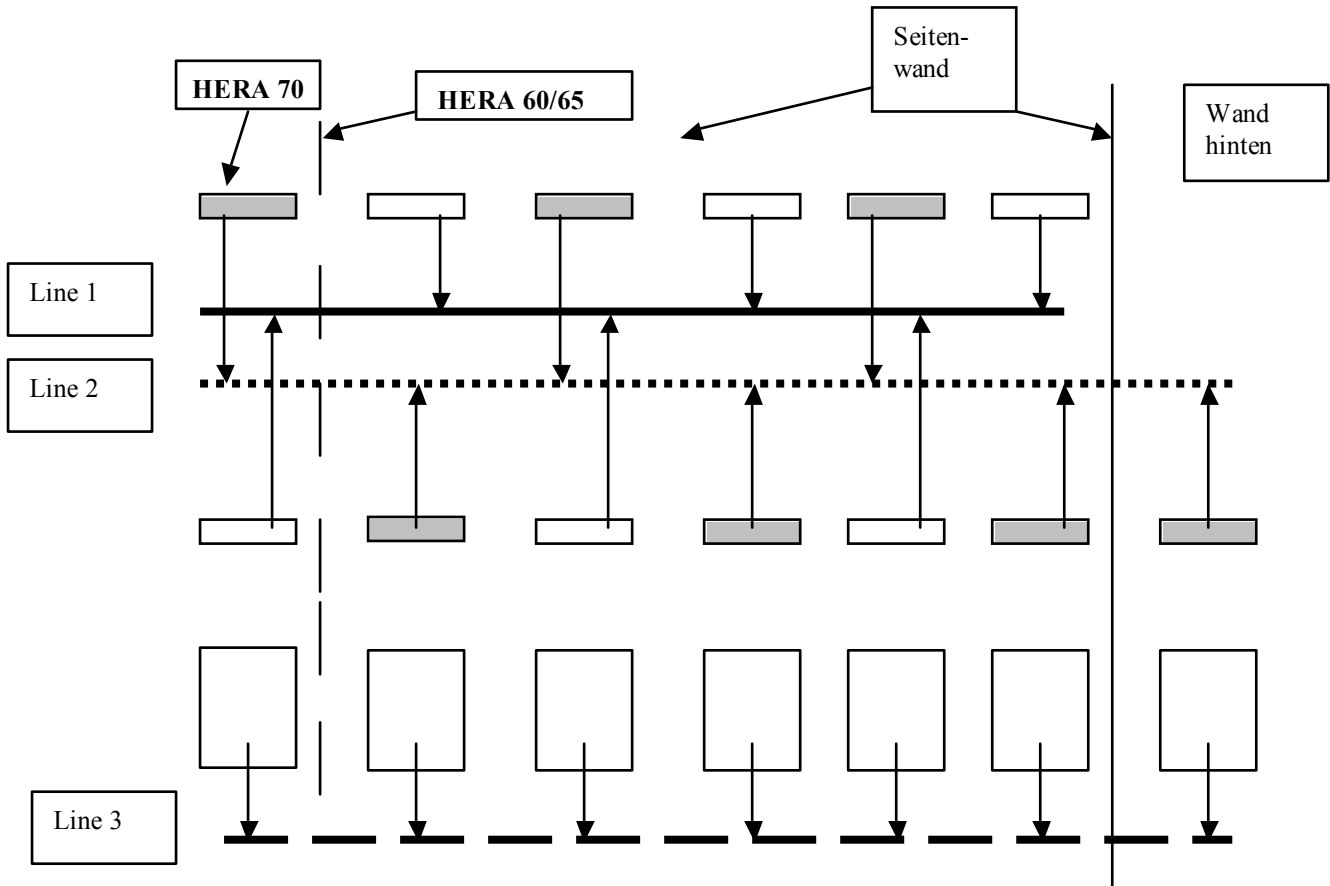 Seiten-
wand
HERA 70
HERA 60/65
Wand
hinten
Line 1
Line 2
Line 3